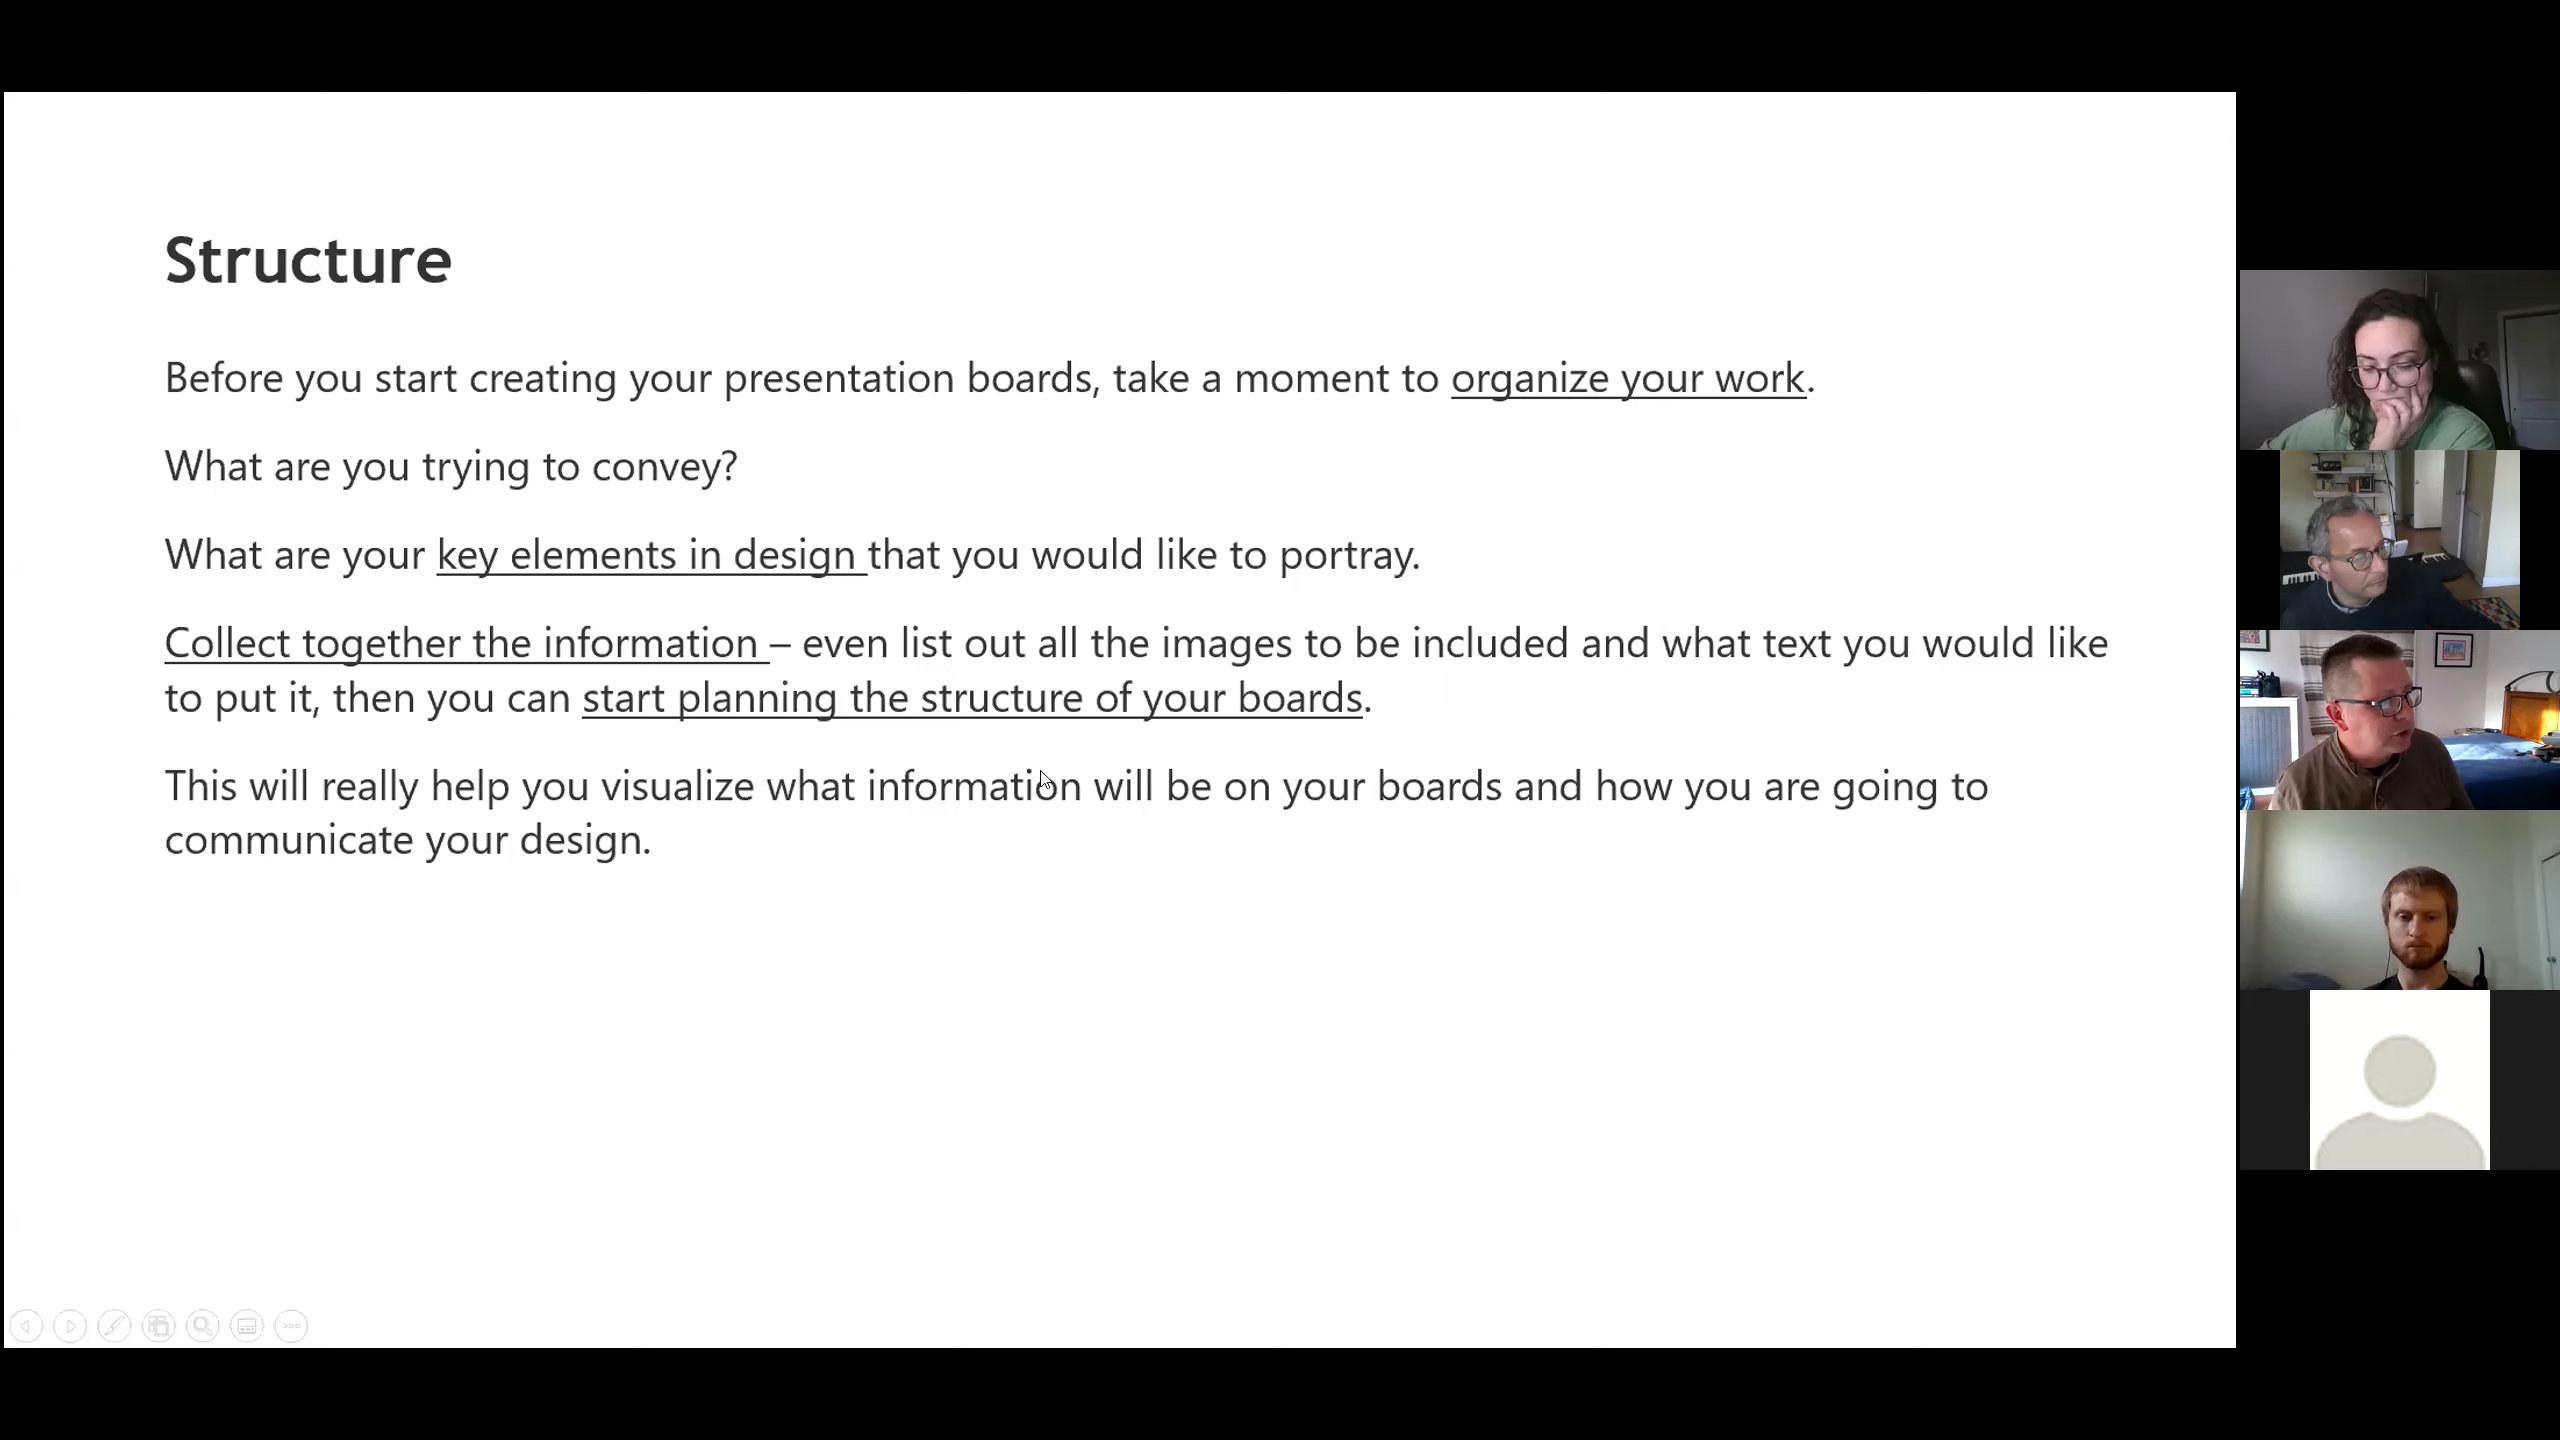 Structure
Before you start creating your presentation boards, take a moment to organize your work.
What are you trying to convey?
What are your key elements in design that you would like to portray.
Collect together the information – even list out all the images to be included and what text you would like
to put it, then you can start planning the structure of your boards.
This will really help you visualize what information will be on your boards and how you are going to
communicate your design.